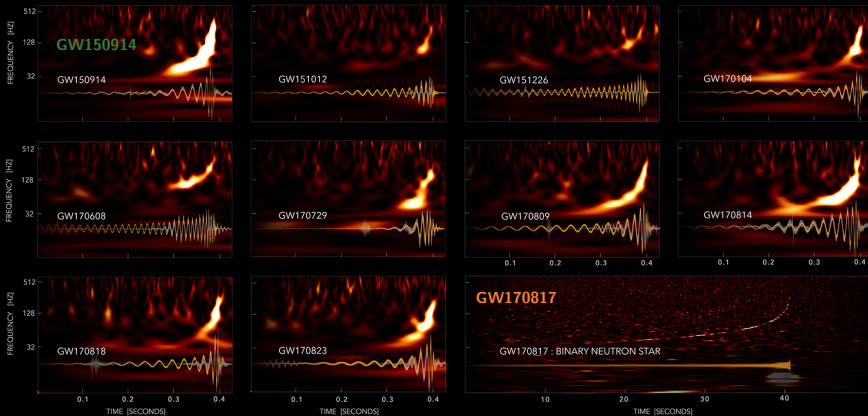 512
128
32
FREQUENCY [HZ]
GW150914
GW150914
GW151012
GW151226
GW170104
512
128
32
FREQUENCY [HZ]
GW170608
GW170729
GW170809
GW170814
0.1 0.2 0.3 0.4
0.1 0.2 0.3 0.4
512
128
32
FREQUENCY [HZ]
GW170818
GW170823
GW170817
GW170817 : BINARY NEUTRON STAR
0.1 0.2 0.3 0.4
0.1 0.2 0.3 0.4
10 20 30 40
TIME [SECONDS]
TIME [SECONDS]
TIME [SECONDS]